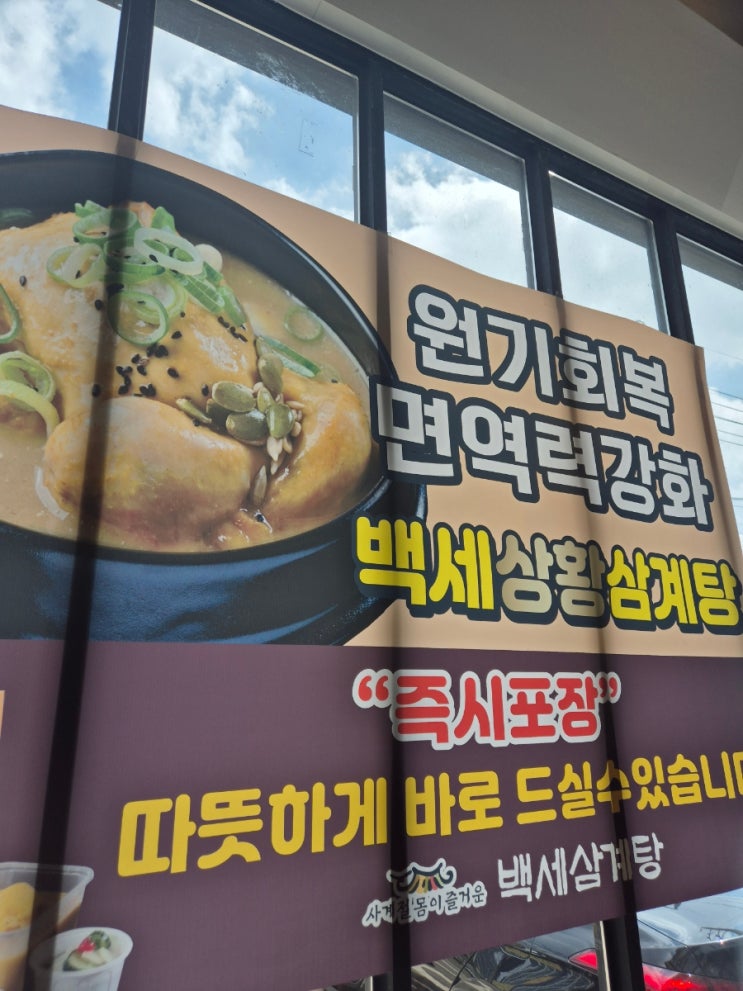 원기회복
면역력강화
백세상황삼계탕
“즉시포장”
따뜻하게 바로 드실수있습니다
사계절 몸이 즐거운
백세삼계탕